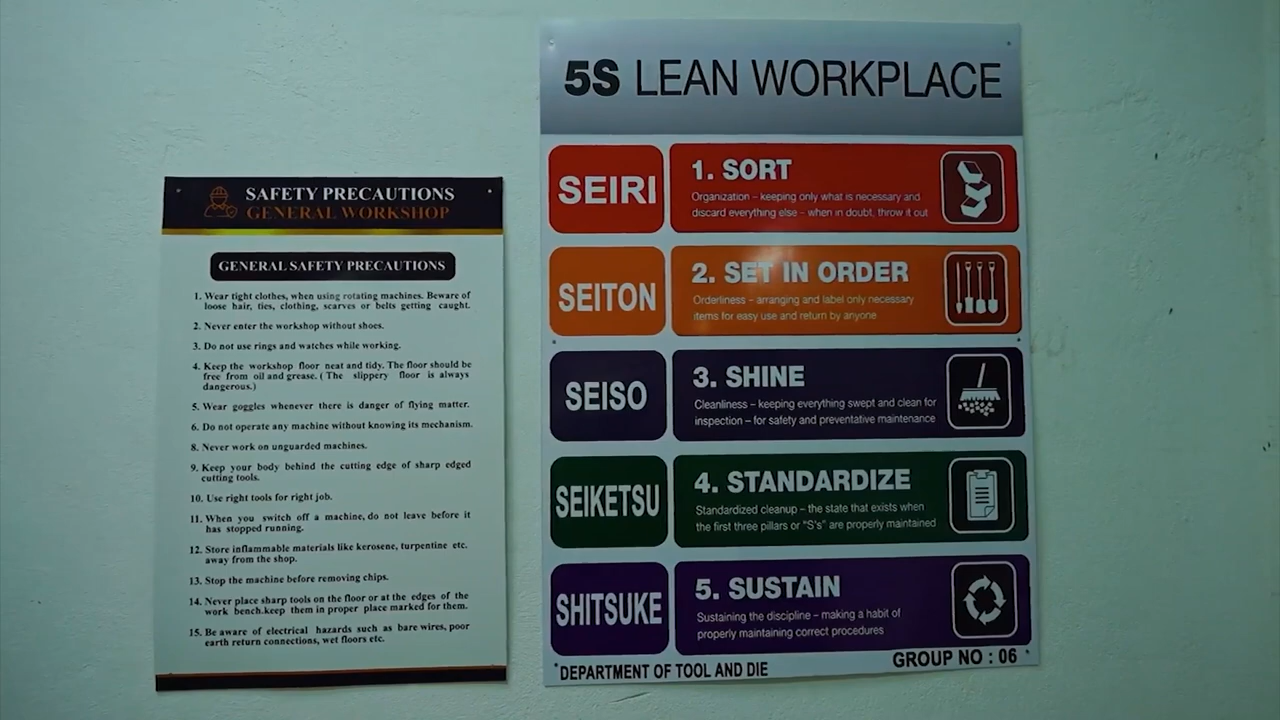 SAFETY PRECAUTIONS
GENERAL WORKSHOP
GENERAL SAFETY PRECAUTIONS
1. Wear tight clothes, when using rotating machines. Beware of
loose hair, ties, clothing, scarves or belts getting caught.
2. Never enter the workshop without shoes.
3. Do not use rings and watches while working.
4. Keep the workshop floor neat and tidy. The floor should be
free from oil and grease. ( The slippery floor is always
dangerous.)
5. Wear goggles whenever there is danger of flying matter.
6. Do not operate any machine without knowing its mechanism.
8. Never work on unguarded machines.
9. Keep your body behind the cutting edge of sharp edged
cutting tools.
10. Use right tools for right job.
11. When you switch off a machine, do not leave before it
has stopped running.
12. Store inflammable materials like kerosene, turpentine etc.
away from the shop.
13. Stop the machine before removing chips.
14. Never place sharp tools on the floor or at the edges of the
work bench.keep them in proper place marked for them.
15. Be aware of electrical hazards such as bare wires, poor
earth return connections, wet floors etc.
5S LEAN WORKPLACE
SEIRI
1. SORT
Organization – keeping only what is necessary and
discard everything else – when in doubt, throw it out
SEITON
2. SET IN ORDER
Orderliness – arranging and label only necessary
items for easy use and return by anyone
SEISO
3. SHINE
Cleanliness – keeping everything swept and clean for
inspection – for safety and preventative maintenance
SEIKETSU
4. STANDARDIZE
Standardized cleanup – the state that exists when
the first three pillars or "S's" are properly maintained
SHITSUKE
5. SUSTAIN
Sustaining the discipline – making a habit of
properly maintaining correct procedures
DEPARTMENT OF TOOL AND DIE
GROUP NO : 06